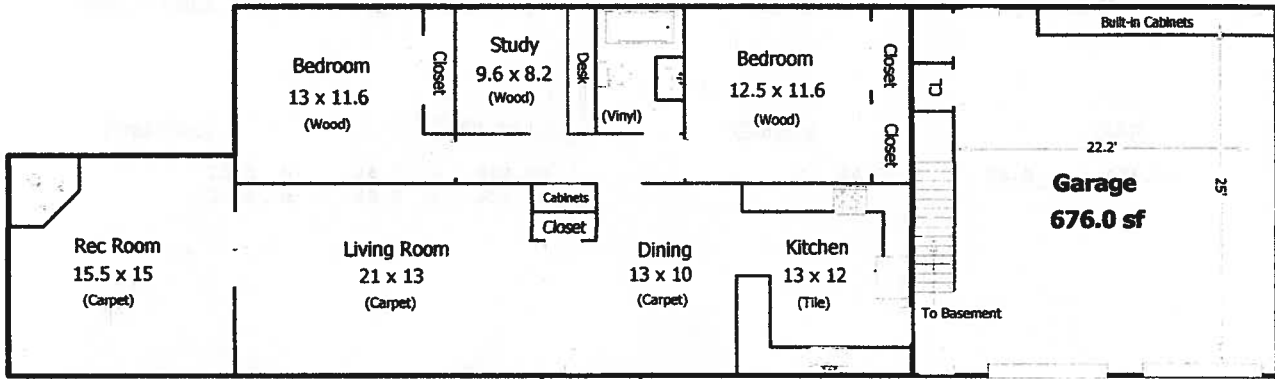 Bedroom
13 x 11.6
(Wood)
Closet
Study
9.6 x 8.2
(Wood)
Desk
(Vinyl)
Bedroom
12.5 x 11.6
(Wood)
Closet
Closet
CL
Built-in Cabinets
22.2'
25'
Garage
676.0 sf
Rec Room
15.5 x 15
(Carpet)
Living Room
21 x 13
(Carpet)
Cabinets
Closet
Dining
13 x 10
(Carpet)
Kitchen
13 x 12
(Tile)
To Basement